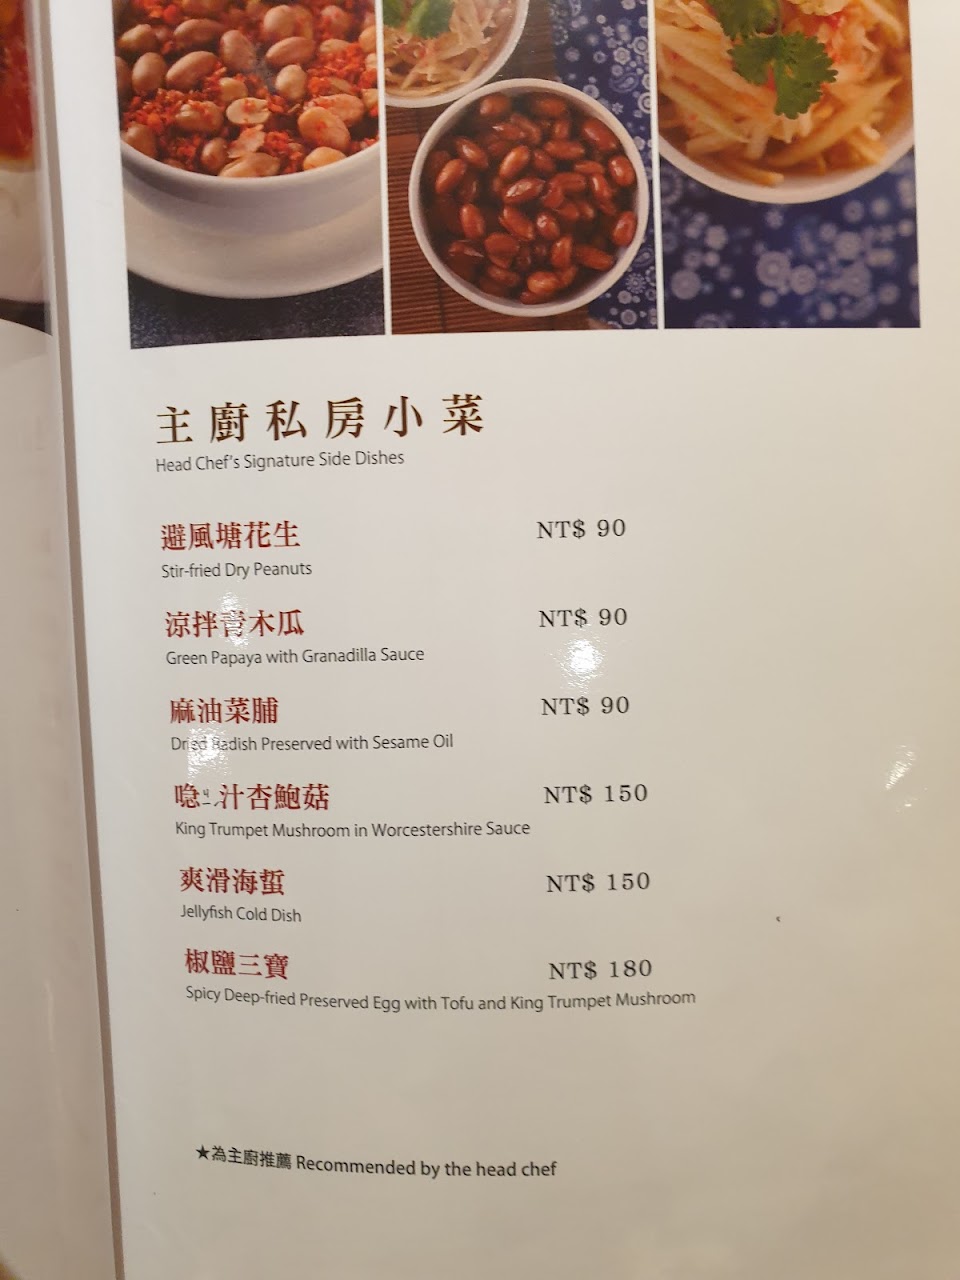 主廚私房小菜
Head Chef's Signature Side Dishes
避風塘花生 NT$ 90
Stir-fried Dry Peanuts
涼拌青木瓜 NT$ 90
Green Papaya with Granadilla Sauce
麻油菜脯 NT$ 90
Dried Radish Preserved with Sesame Oil
喼汁杏鮑菇 NT$ 150
King Trumpet Mushroom in Worcestershire Sauce
爽滑海蜇 NT$ 150
Jellyfish Cold Dish
椒鹽三寶 NT$ 180
Spicy Deep-fried Preserved Egg with Tofu and King Trumpet Mushroom
★為主廚推薦 Recommended by the head chef